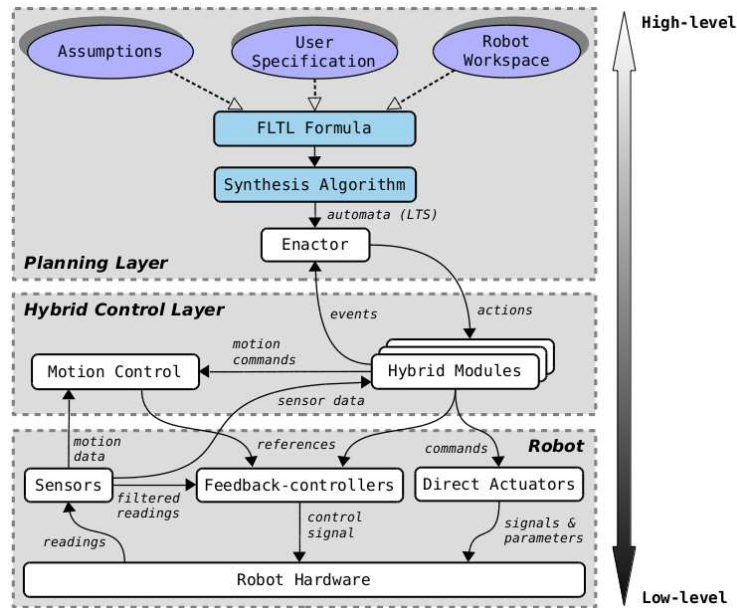 High-level
Assumptions
User
Specification
Robot
Workspace
FLTL Formula
Synthesis Algorithm
automata (LTS)
Enactor
Planning Layer
Hybrid Control Layer
events
actions
motion
commands
Motion Control
Hybrid Modules
sensor data
motion
data
references
commands
Robot
Sensors
filtered
readings
Feedback-controllers
Direct Actuators
readings
control
signal
signals &
parameters
Robot Hardware
Low-level